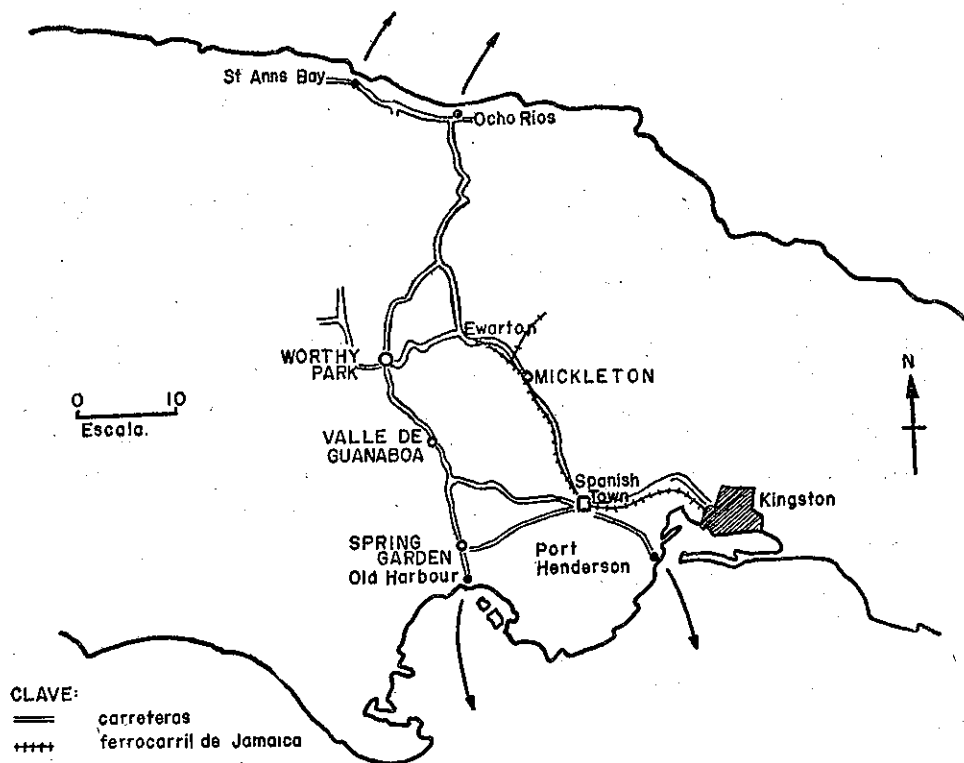 St Anns Bay
Ocho Ríos
Ewarton
WORTHY
PARK
MICKLETON
N
0 10
Escala.
VALLE DE
GUANABOA
Spanish
Town
Kingston
SPRING
GARDEN
Old Harbour
Port
Henderson
CLAVE:
carreteras
ferrocarril de Jamaica